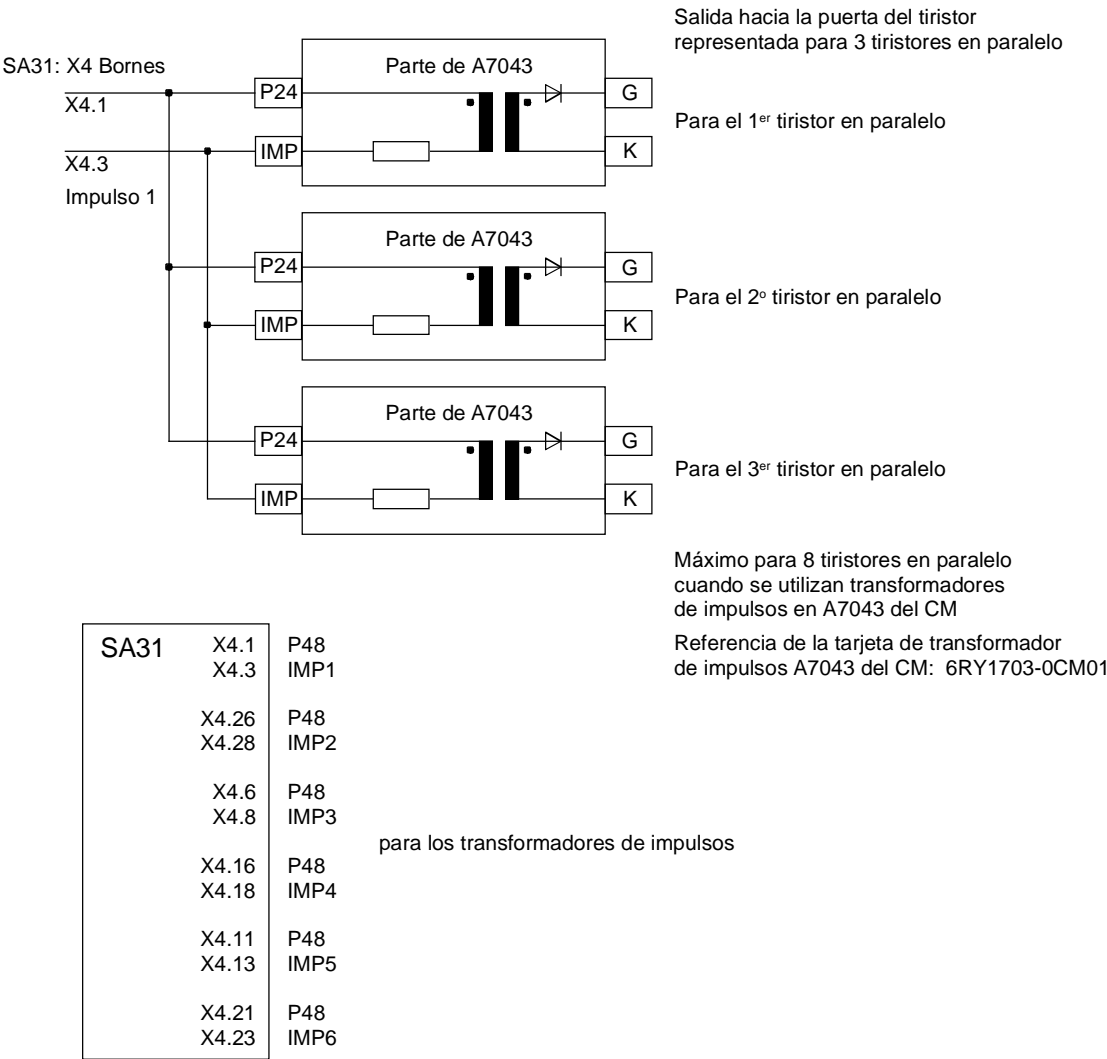 Salida hacia la puerta del tiristor
representada para 3 tiristores en paralelo
SA31: X4 Bornes
X4.1
X4.3
Impulso 1
Parte de A7043
P24
G
IMP
K
Para el 1er tiristor en paralelo
Parte de A7043
P24
G
IMP
K
Para el 2o tiristor en paralelo
Parte de A7043
P24
G
IMP
K
Para el 3er tiristor en paralelo
Máximo para 8 tiristores en paralelo
cuando se utilizan transformadores
de impulsos en A7043 del CM
Referencia de la tarjeta de transformador
de impulsos A7043 del CM: 6RY1703-0CM01
SA31 X4.1 P48
X4.3 IMP1
X4.26 P48
X4.28 IMP2
X4.6 P48
X4.8 IMP3
para los transformadores de impulsos
X4.16 P48
X4.18 IMP4
X4.11 P48
X4.13 IMP5
X4.21 P48
X4.23 IMP6